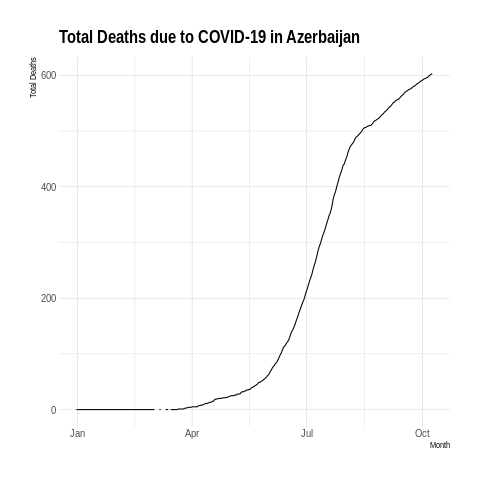 Total Deaths due to COVID-19 in Azerbaijan
Total Deaths
600
400
200
0
Jan Apr Jul Oct
Month